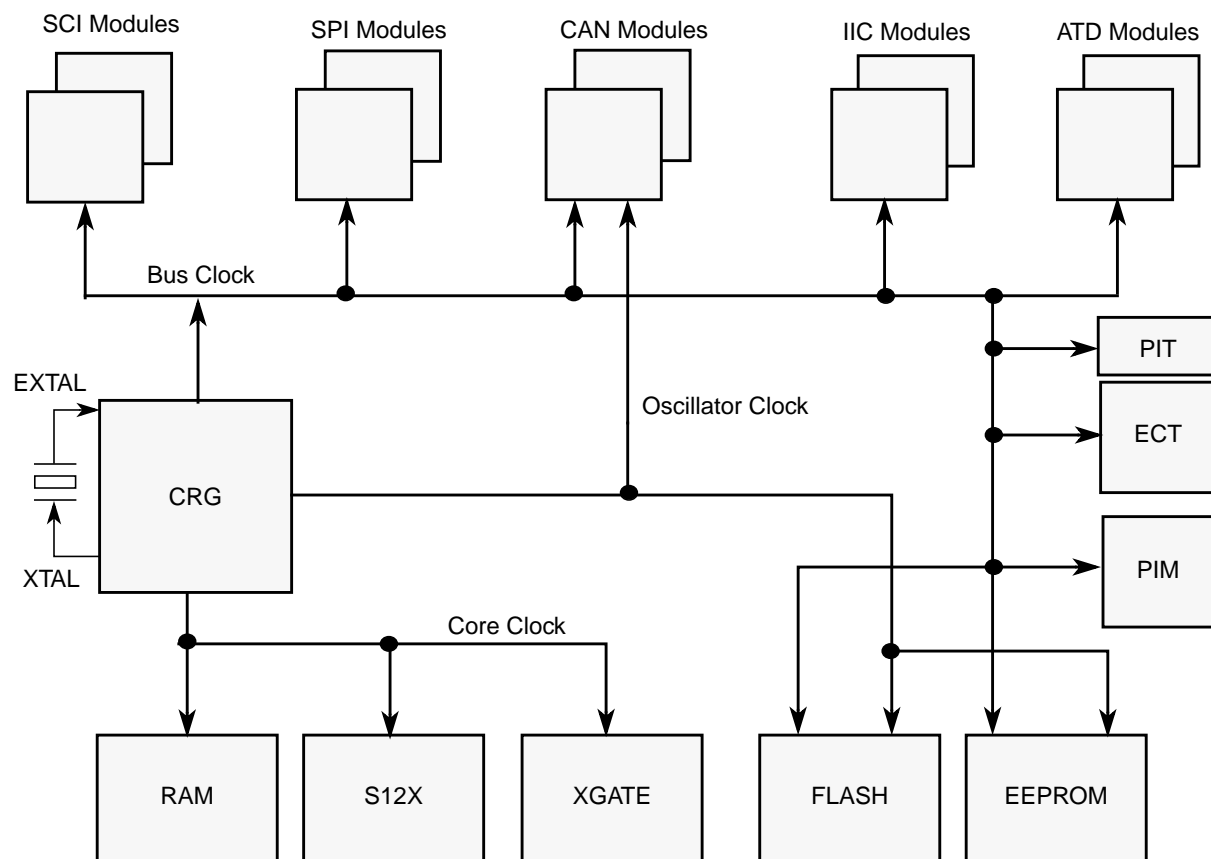 SCI Modules
SPI Modules
CAN Modules
IIC Modules
ATD Modules
Bus Clock
PIT
EXTAL
Oscillator Clock
ECT
CRG
XTAL
PIM
Core Clock
RAM
S12X
XGATE
FLASH
EEPROM